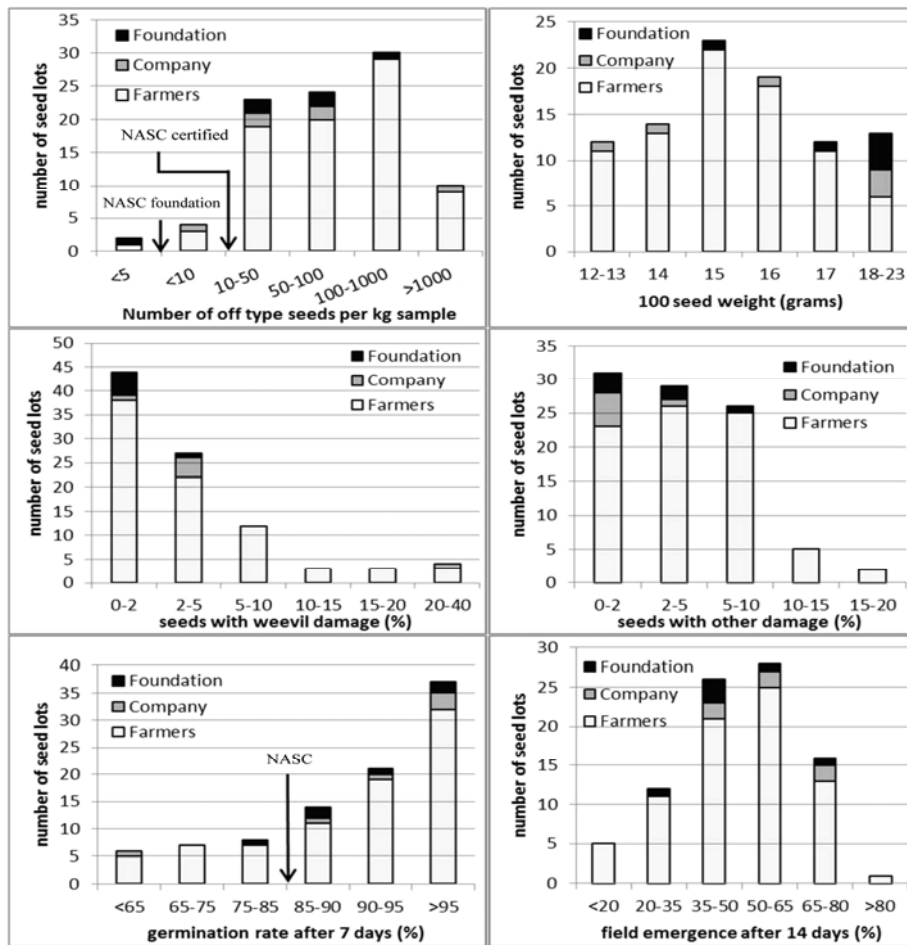 35
30
25
20
15
10
5
0
number of seed lots
Foundation
Company
Farmers
NASC certified
NASC foundation
<5 <10 10-50 50-100 100-1000 >1000
Number of off type seeds per kg sample
25
20
15
10
5
0
number of seed lots
Foundation
Company
Farmers
12-13 14 15 16 17 18-23
100 seed weight (grams)
50
45
40
35
30
25
20
15
10
5
0
number of seed lots
Foundation
Company
Farmers
0-2 2-5 5-10 10-15 15-20 20-40
seeds with weevil damage (%)
35
30
25
20
15
10
5
0
number of seed lots
Foundation
Company
Farmers
0-2 2-5 5-10 10-15 15-20
seeds with other damage (%)
40
35
30
25
20
15
10
5
0
number of seed lots
Foundation
Company
Farmers
NASC
<65 65-75 75-85 85-90 90-95 >95
germination rate after 7 days (%)
30
25
20
15
10
5
0
number of seed lots
Foundation
Company
Farmers
<20 20-35 35-50 50-65 65-80 >80
field emergence after 14 days (%)